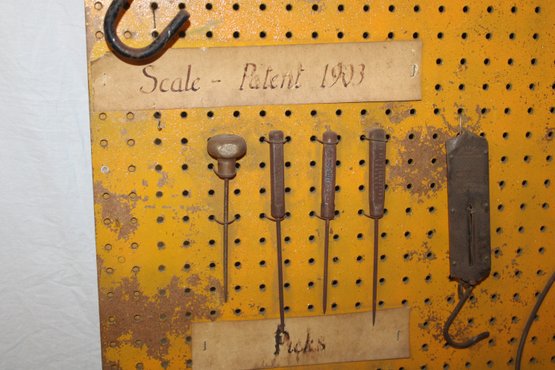 Scale - Patent 1903
Picks